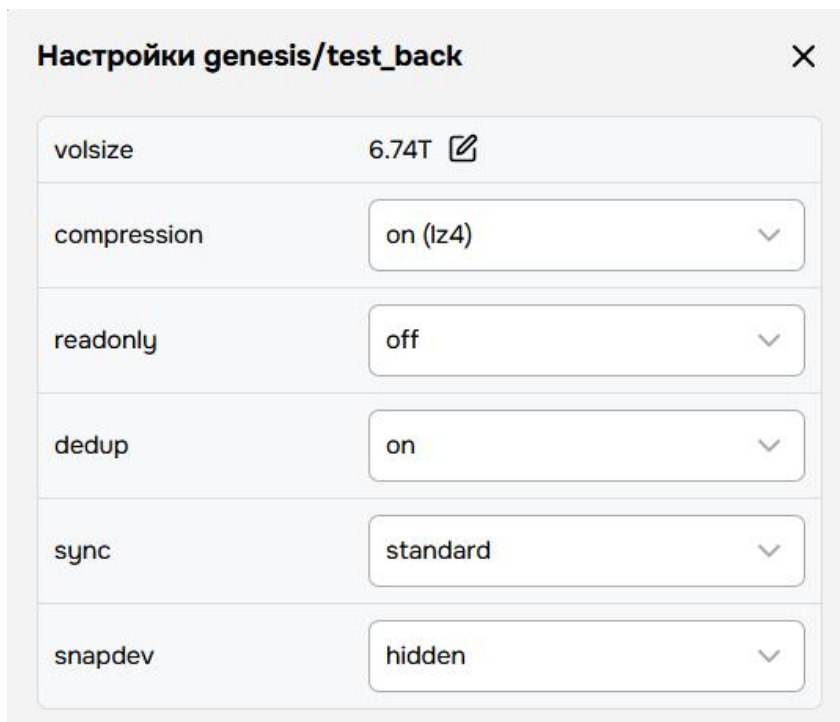 Настройки genesis/test_back
volsize 6.74T
compression on (lz4)
readonly off
dedup on
sync standard
snapdev hidden